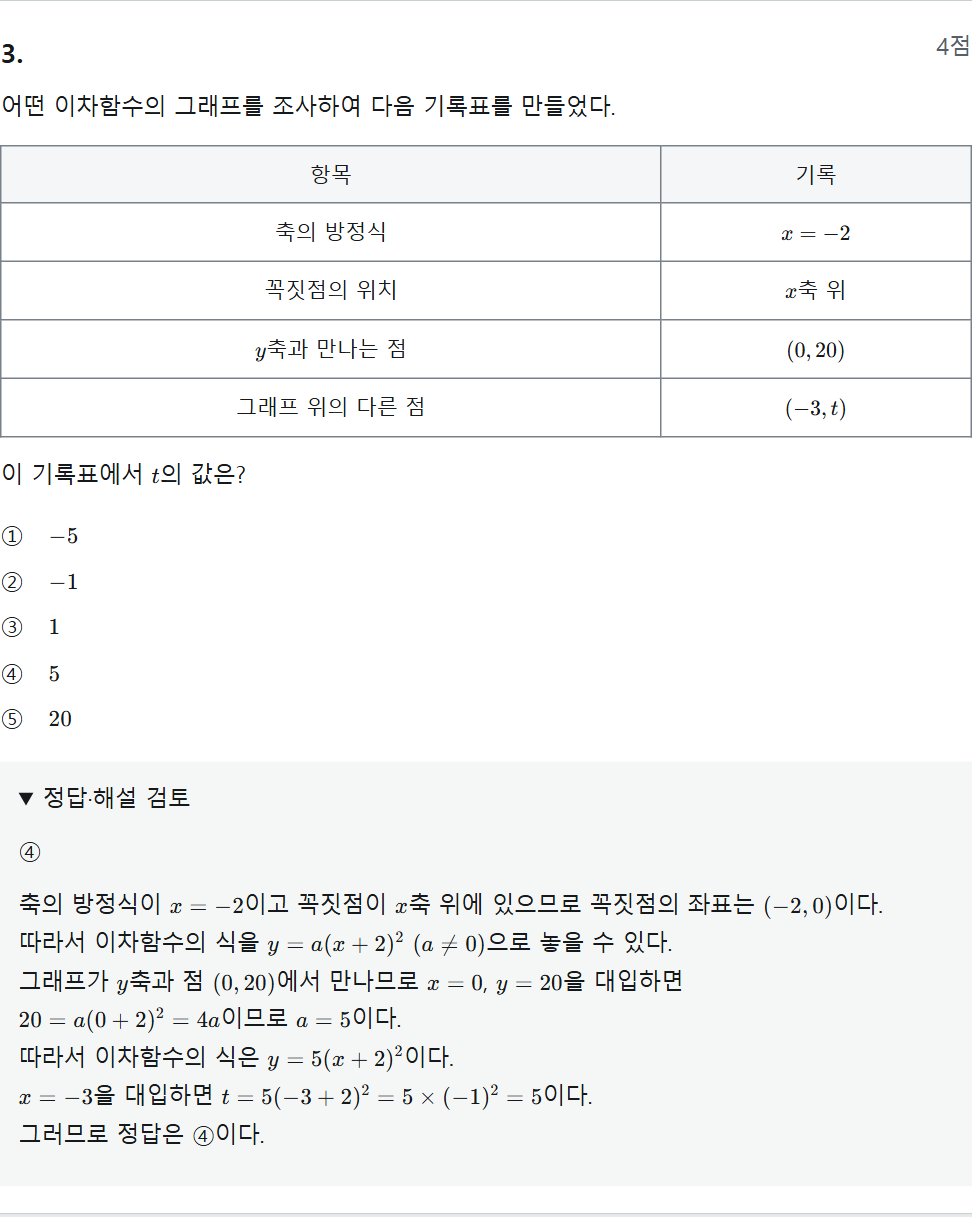 3.
4점
어떤 이차함수의 그래프를 조사하여 다음 기록표를 만들었다.
항목 기록
축의 방정식 x = −2
꼭짓점의 위치 x축 위
y축과 만나는 점 (0, 20)
그래프 위의 다른 점 (−3, t)
이 기록표에서 t의 값은?
① −5
② −1
③ 1
④ 5
⑤ 20
▼ 정답·해설 검토
④
축의 방정식이 x = −2이고 꼭짓점이 x축 위에 있으므로 꼭짓점의 좌표는 (−2, 0)이다.
따라서 이차함수의 식을 y = a(x + 2)² (a ≠ 0)으로 놓을 수 있다.
그래프가 y축과 점 (0, 20)에서 만나므로 x = 0, y = 20을 대입하면
20 = a(0 + 2)² = 4a이므로 a = 5이다.
따라서 이차함수의 식은 y = 5(x + 2)²이다.
x = −3을 대입하면 t = 5(−3 + 2)² = 5 × (−1)² = 5이다.
그러므로 정답은 ④이다.